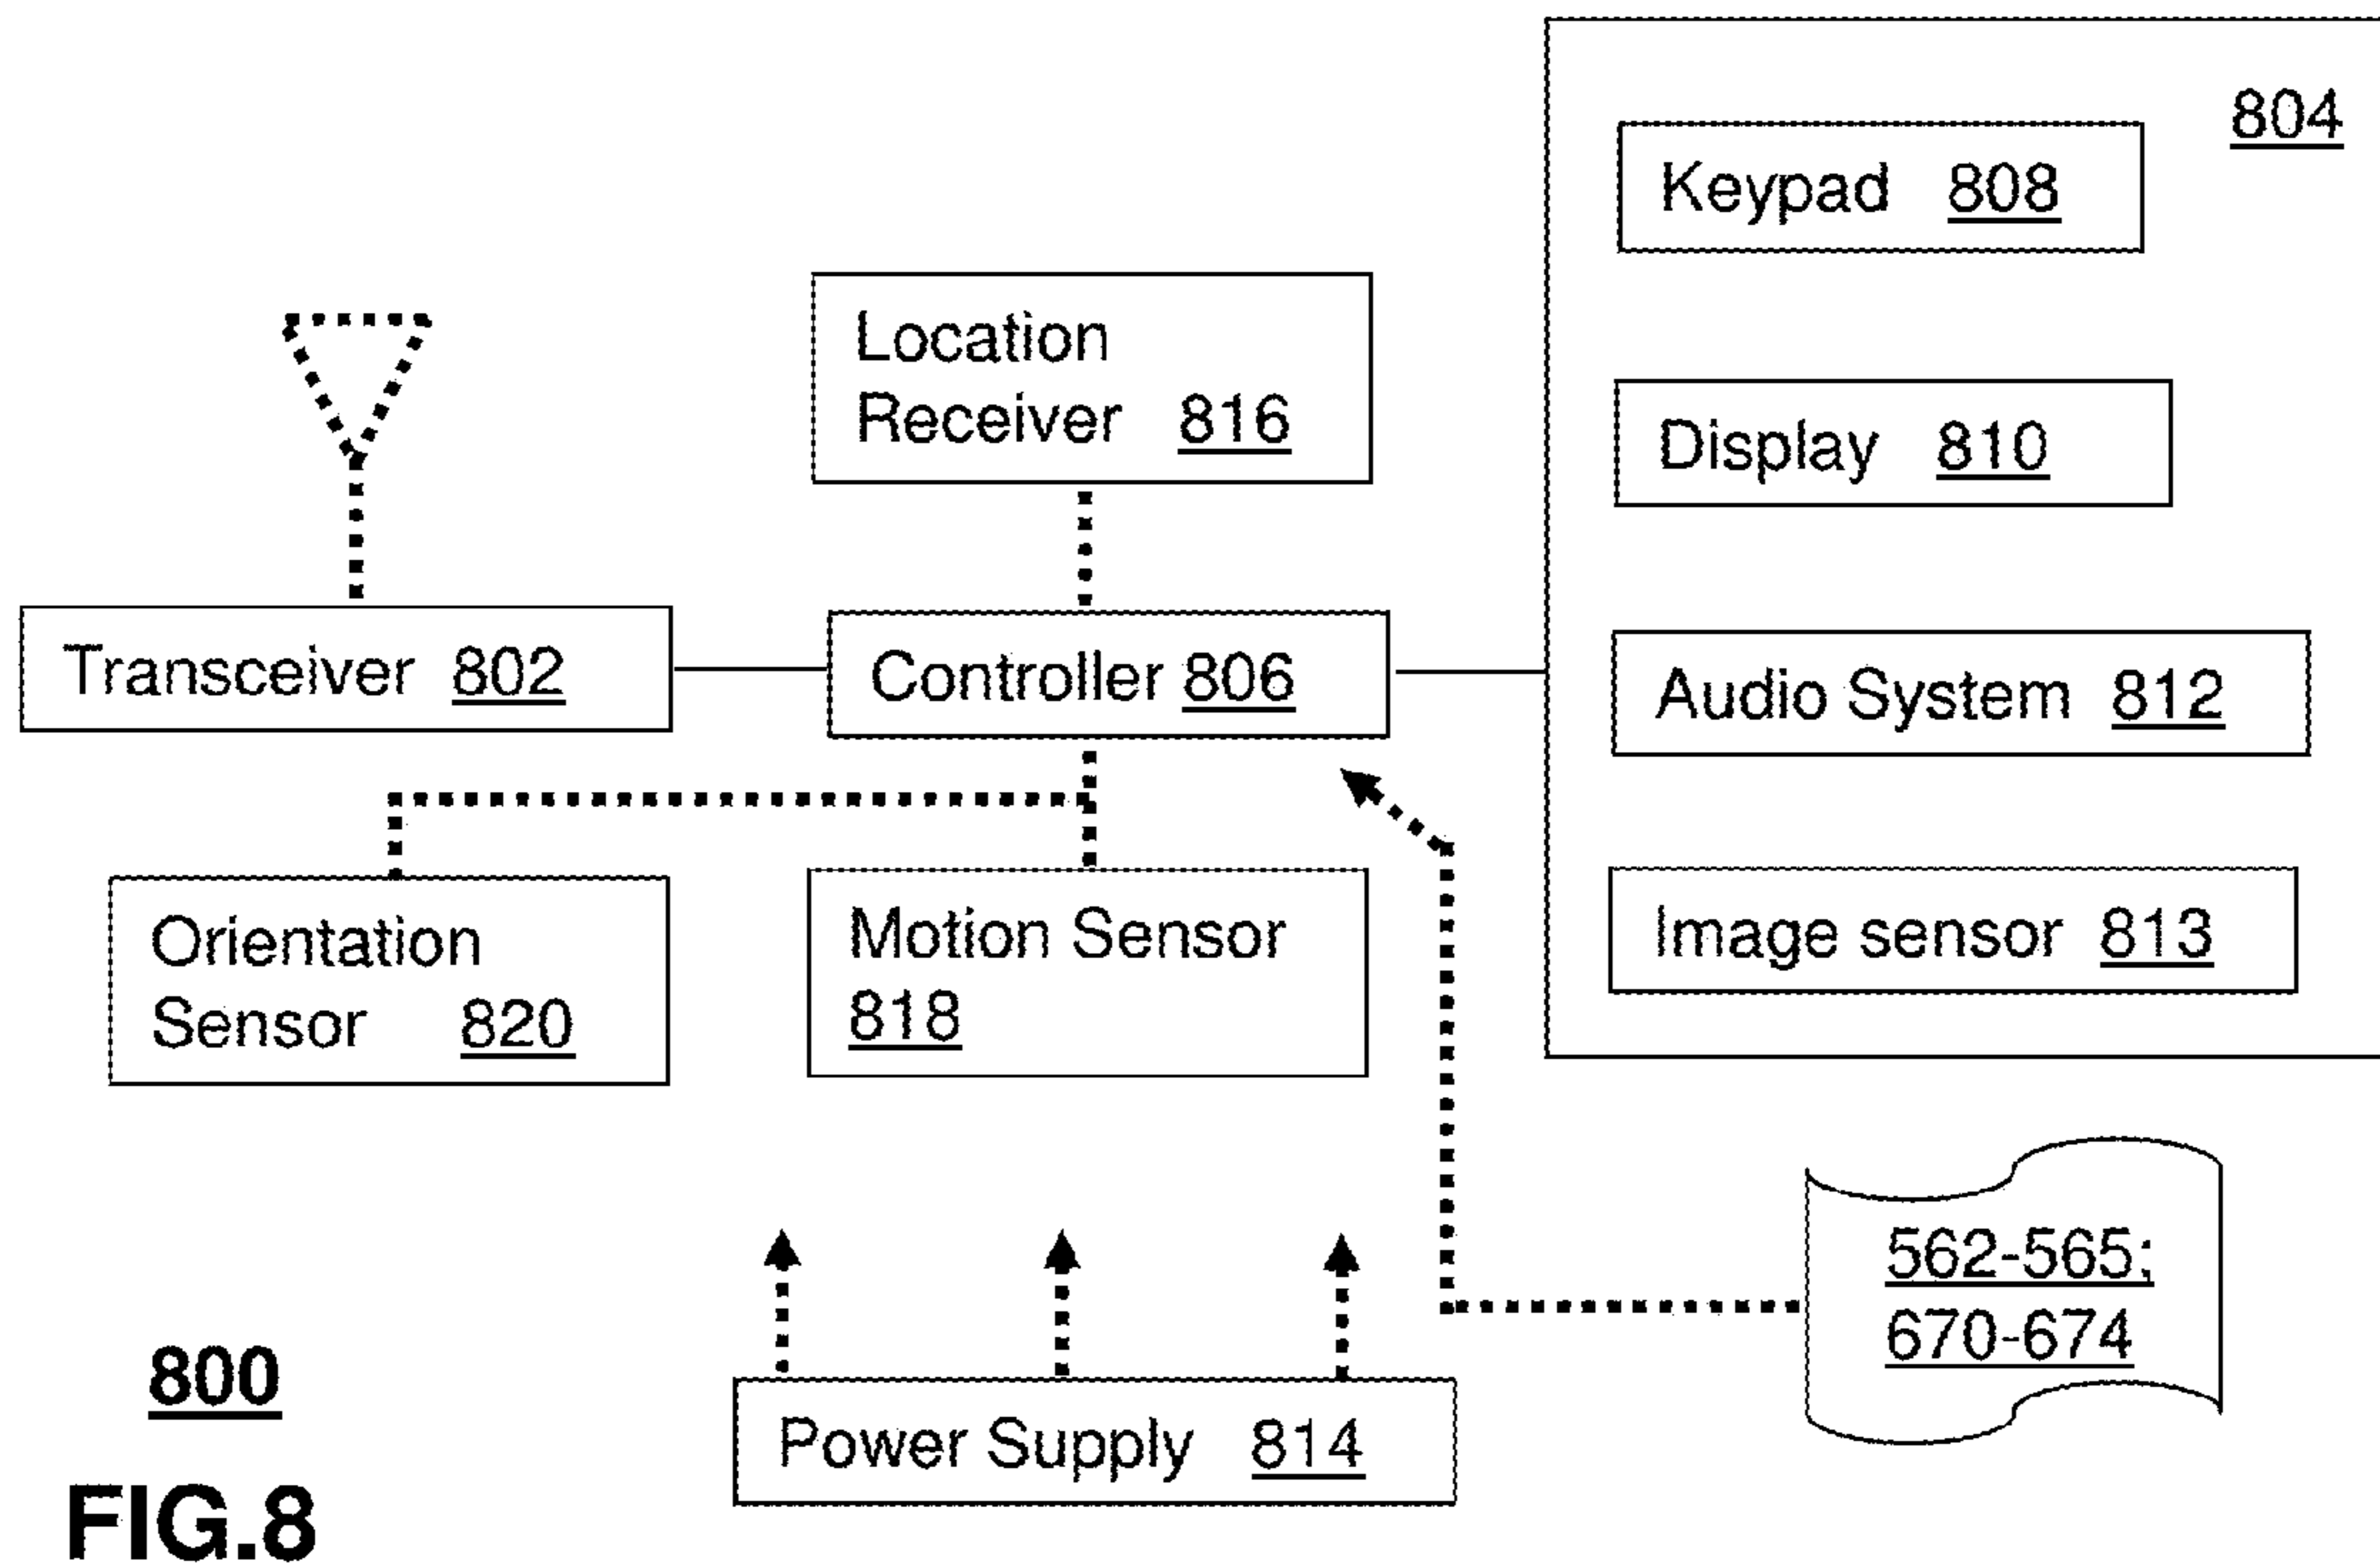 804
Keypad 808
Location
Receiver 816
Display 810
Transceiver 802
Controller 806
Audio System 812
Orientation
Sensor 820
Motion Sensor
818
Image sensor 813
562-565;
670-674
Power Supply 814
800
FIG.8